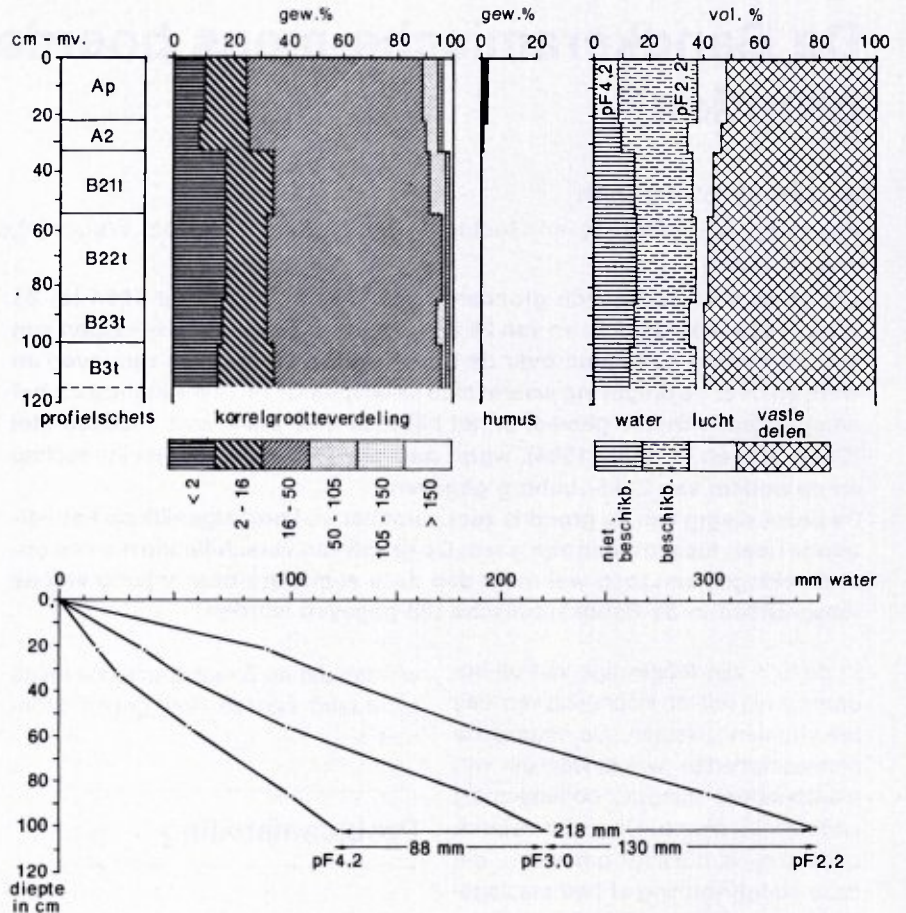 gew.% gew.% vol. %
cm - mv. 0 20 40 60 80 100 0 20 0 20 40 60 80 100
0
20
40
60
80
100
120
Ap
A2
B21l
B22t
B23t
B3t
pF4.2
pF2.2
profielschets korrelgrootteverdeling humus water lucht vaste
delen
< 2
2 - 16
16 - 50
50 - 105
105 - 150
> 150
niet
beschikb.
beschikb.
0 100 200 300 mm water
0
20
40
60
80
100
120
218 mm
88 mm 130 mm
pF4.2 pF3.0 pF2.2
diepte
in cm